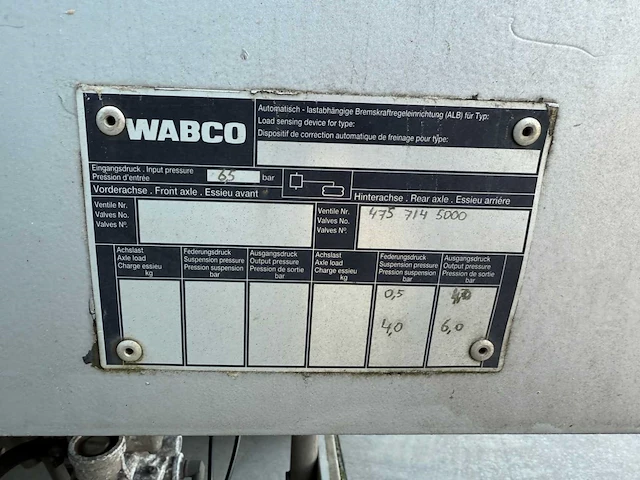 WABCO
Automatisch - lastabhängige Bremskraftregeleinrichtung (ALB) für Typ:
Load sensing device for type:
Dispositif de correction automatique de freinage pour type:
Eingangsdruck . Input pressure
Pression d'entrée 65 bar
Vorderachse . Front axle . Essieu avant
Hinterachse . Rear axle . Essieu arriére
Ventile Nr.
Valves No.
Valves Nº.
Ventile Nr.
Valves No.
Valves Nº.
475 714 5000
Achslast
Axle load
Charge essieu
kg
Federungsdruck
Suspension pressure
Pression suspension
bar
Ausgangsdruck
Output pressure
Pression de sortie
bar
Achslast
Axle load
Charge essieu
kg
Federungsdruck
Suspension pressure
Pression suspension
bar
Ausgangsdruck
Output pressure
Pression de sortie
bar
0,5
4,0 6,0